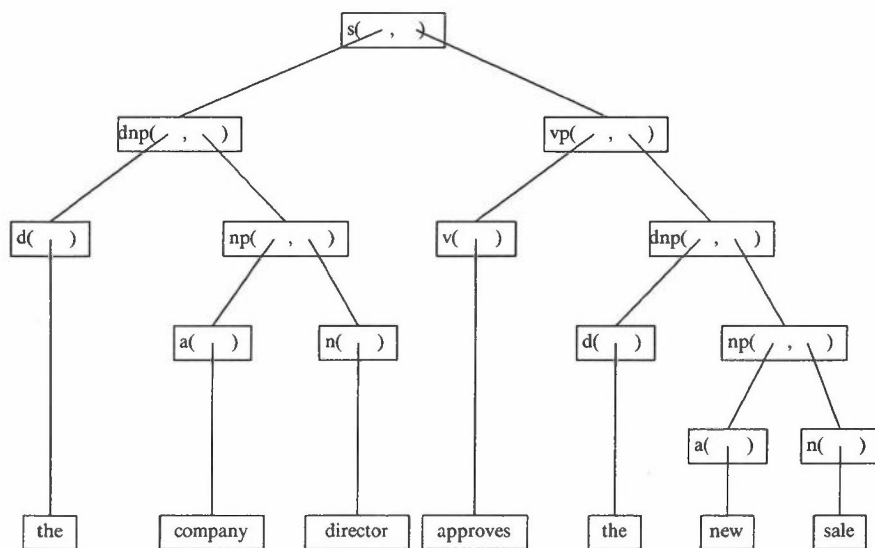 s( , )
dnp( , ) vp( , )
d( ) np( , ) v( ) dnp( , )
a( ) n( ) d( ) np( , )
a( ) n( )
the company director approves the new sale